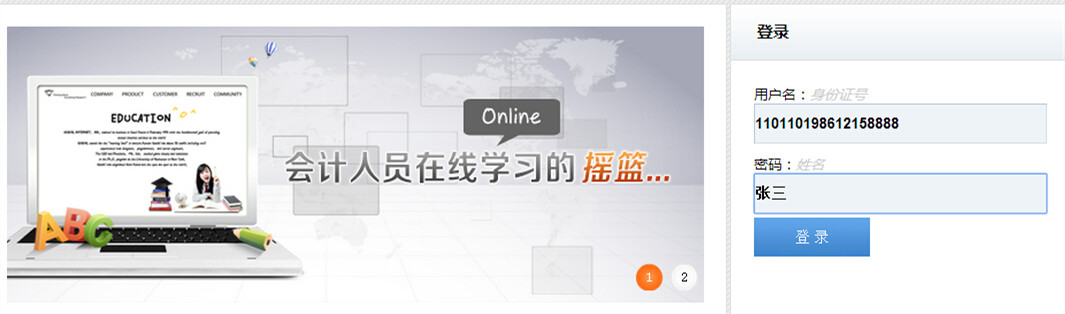 COMPANY PRODUCT CUSTOMER RECRUIT COMMUNITY
EDUCATION
Online
会计人员在线学习的 摇篮...
ABC
1 2
登录
用户名：身份证号
110110198612158888
密码：姓名
张三
登 录